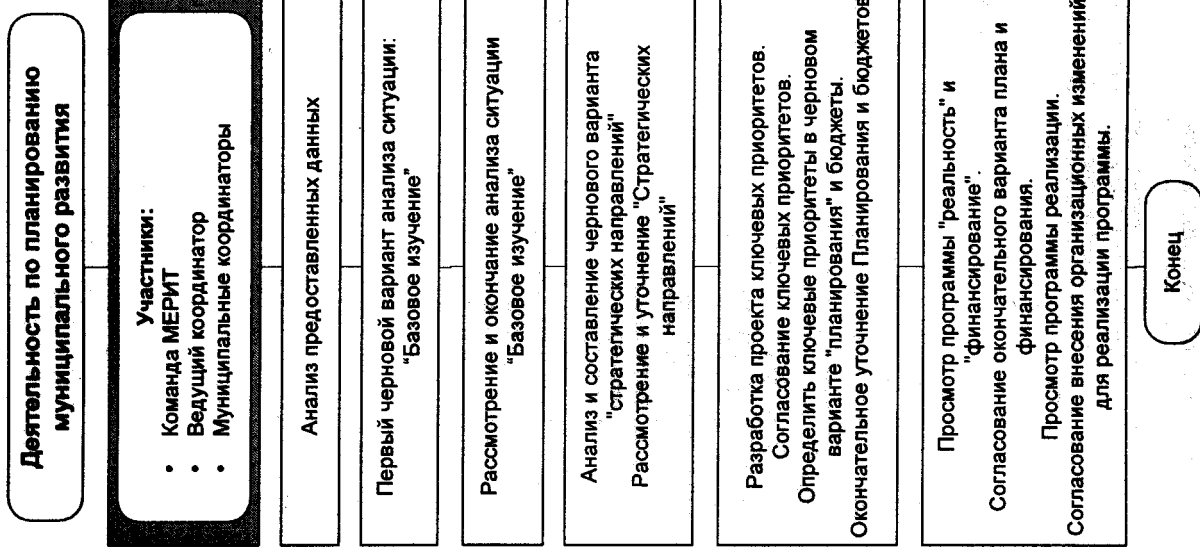 Деятельность по планированию
муниципального развития
Участники:
• Команда МЕРИТ
• Ведущий координатор
• Муниципальные координаторы
Анализ предоставленных данных
Первый черновой вариант анализа ситуации:
"Базовое изучение"
Рассмотрение и окончание анализа ситуации
"Базовое изучение"
Анализ и составление чернового варианта
"стратегических направлений"
Рассмотрение и уточнение "Стратегических
направлений"
Разработка проекта ключевых приоритетов.
Согласование ключевых приоритетов.
Определить ключевые приоритеты в черновом
варианте "планирования" и бюджеты.
Окончательное уточнение Планирования и бюджетов
Просмотр программы "реальность" и
"финансирование".
Согласование окончательного варианта плана и
финансирования.
Просмотр программы реализации.
Согласование внесения организационных изменений
для реализации программы.
Конец